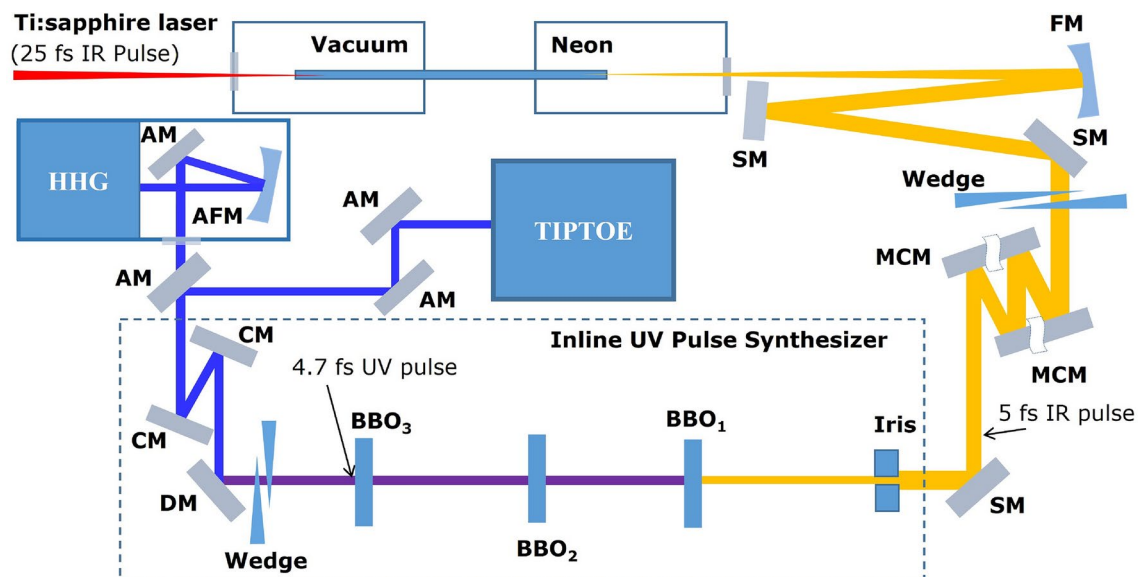 Ti:sapphire laser
(25 fs IR Pulse)
Vacuum
Neon
FM
SM
SM
Wedge
AM
HHG
AFM
AM
TIPTOE
AM
AM
MCM
MCM
CM
Inline UV Pulse Synthesizer
4.7 fs UV pulse
5 fs IR pulse
CM
BBO₃
BBO₁
Iris
DM
SM
Wedge
BBO₂